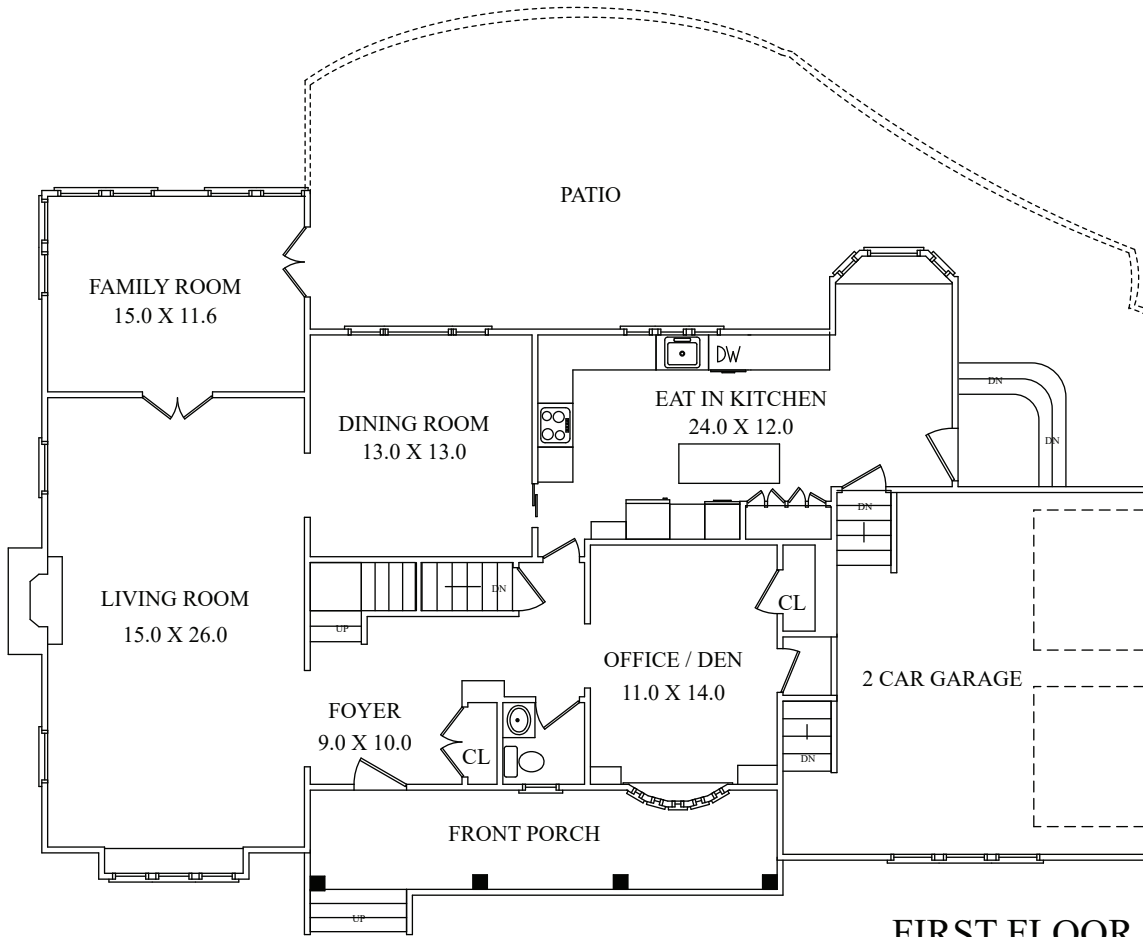 PATIO
FAMILY ROOM
15.0 X 11.6
DW
EAT IN KITCHEN
24.0 X 12.0
DN
DN
DINING ROOM
13.0 X 13.0
DN
LIVING ROOM
15.0 X 26.0
DN
UP
CL
OFFICE / DEN
11.0 X 14.0
2 CAR GARAGE
FOYER
9.0 X 10.0
CL
DN
FRONT PORCH
UP
FIRST FLOOR